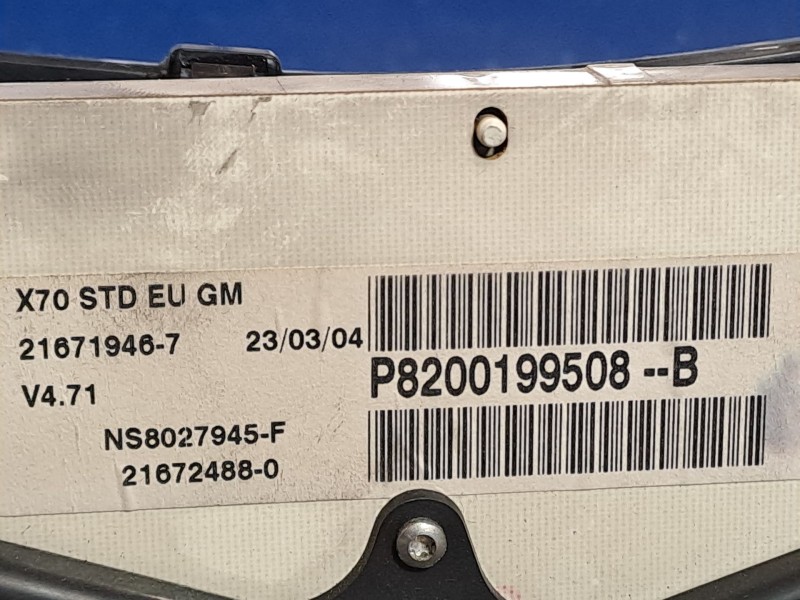 X70 STD EU GM
21671946-7 23/03/04
P8200199508--B
V4.71
NS8027945-F
21672488-0